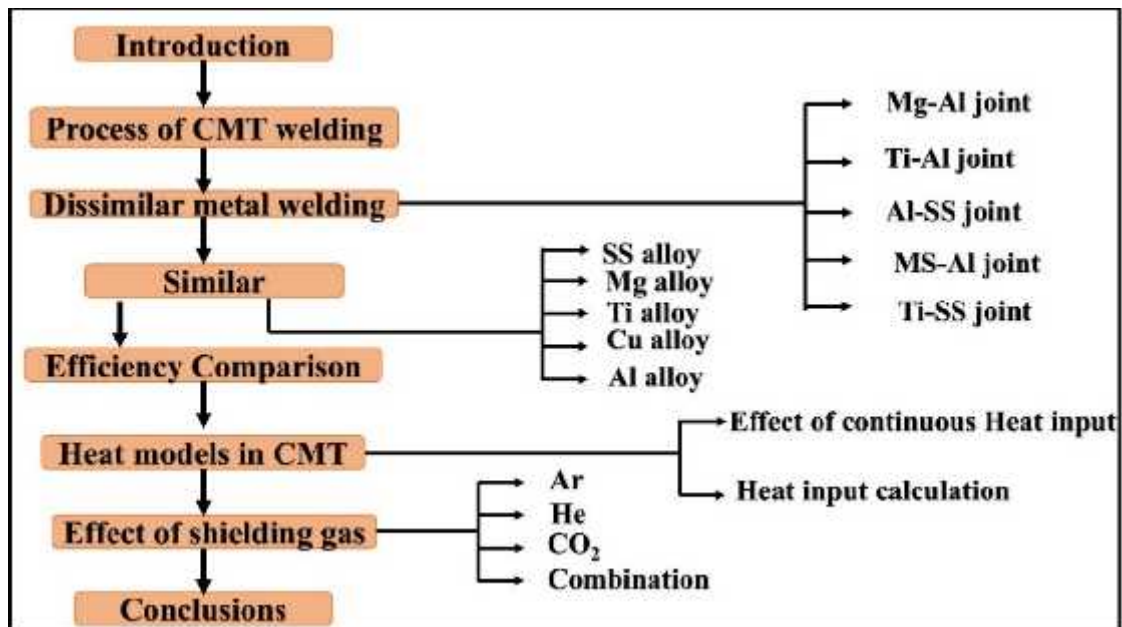 Introduction
Process of CMT welding
Dissimilar metal welding
Mg-Al joint
Ti-Al joint
Al-SS joint
MS-Al joint
Ti-SS joint
Similar
SS alloy
Mg alloy
Ti alloy
Cu alloy
Al alloy
Efficiency Comparison
Heat models in CMT
Effect of continuous Heat input
Heat input calculation
Effect of shielding gas
Ar
He
CO₂
Combination
Conclusions